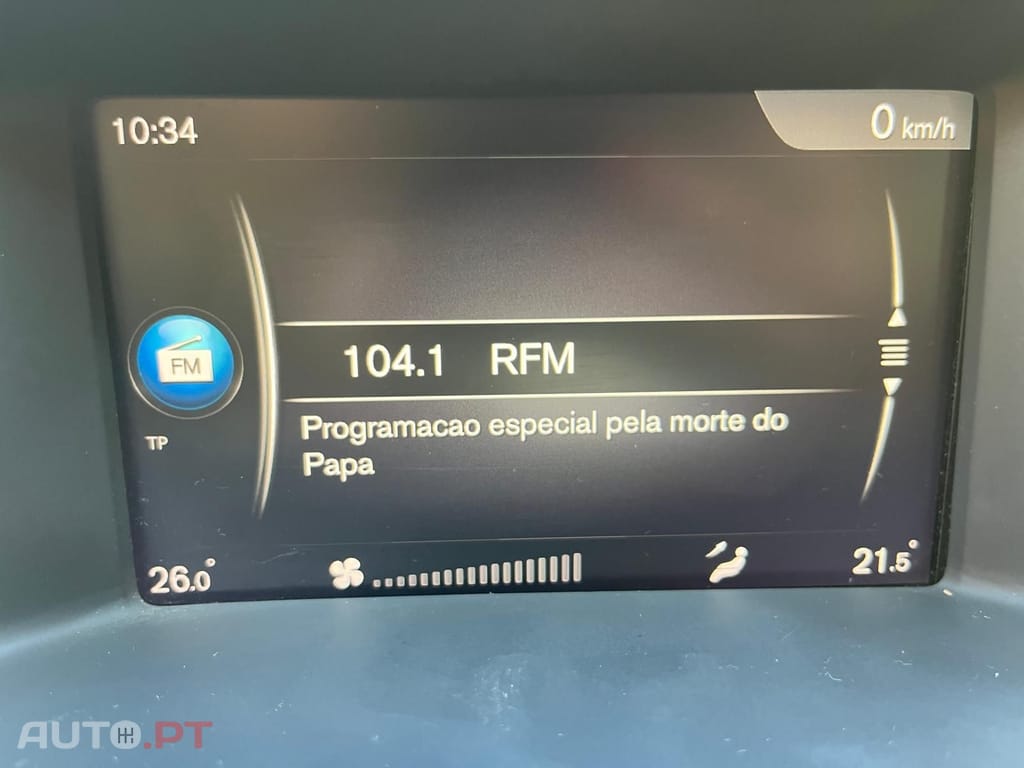 10:34
0 km/h
FM
104.1 RFM
Programacao especial pela morte do
Papa
TP
26.0°
21.5°
AUTO.PT